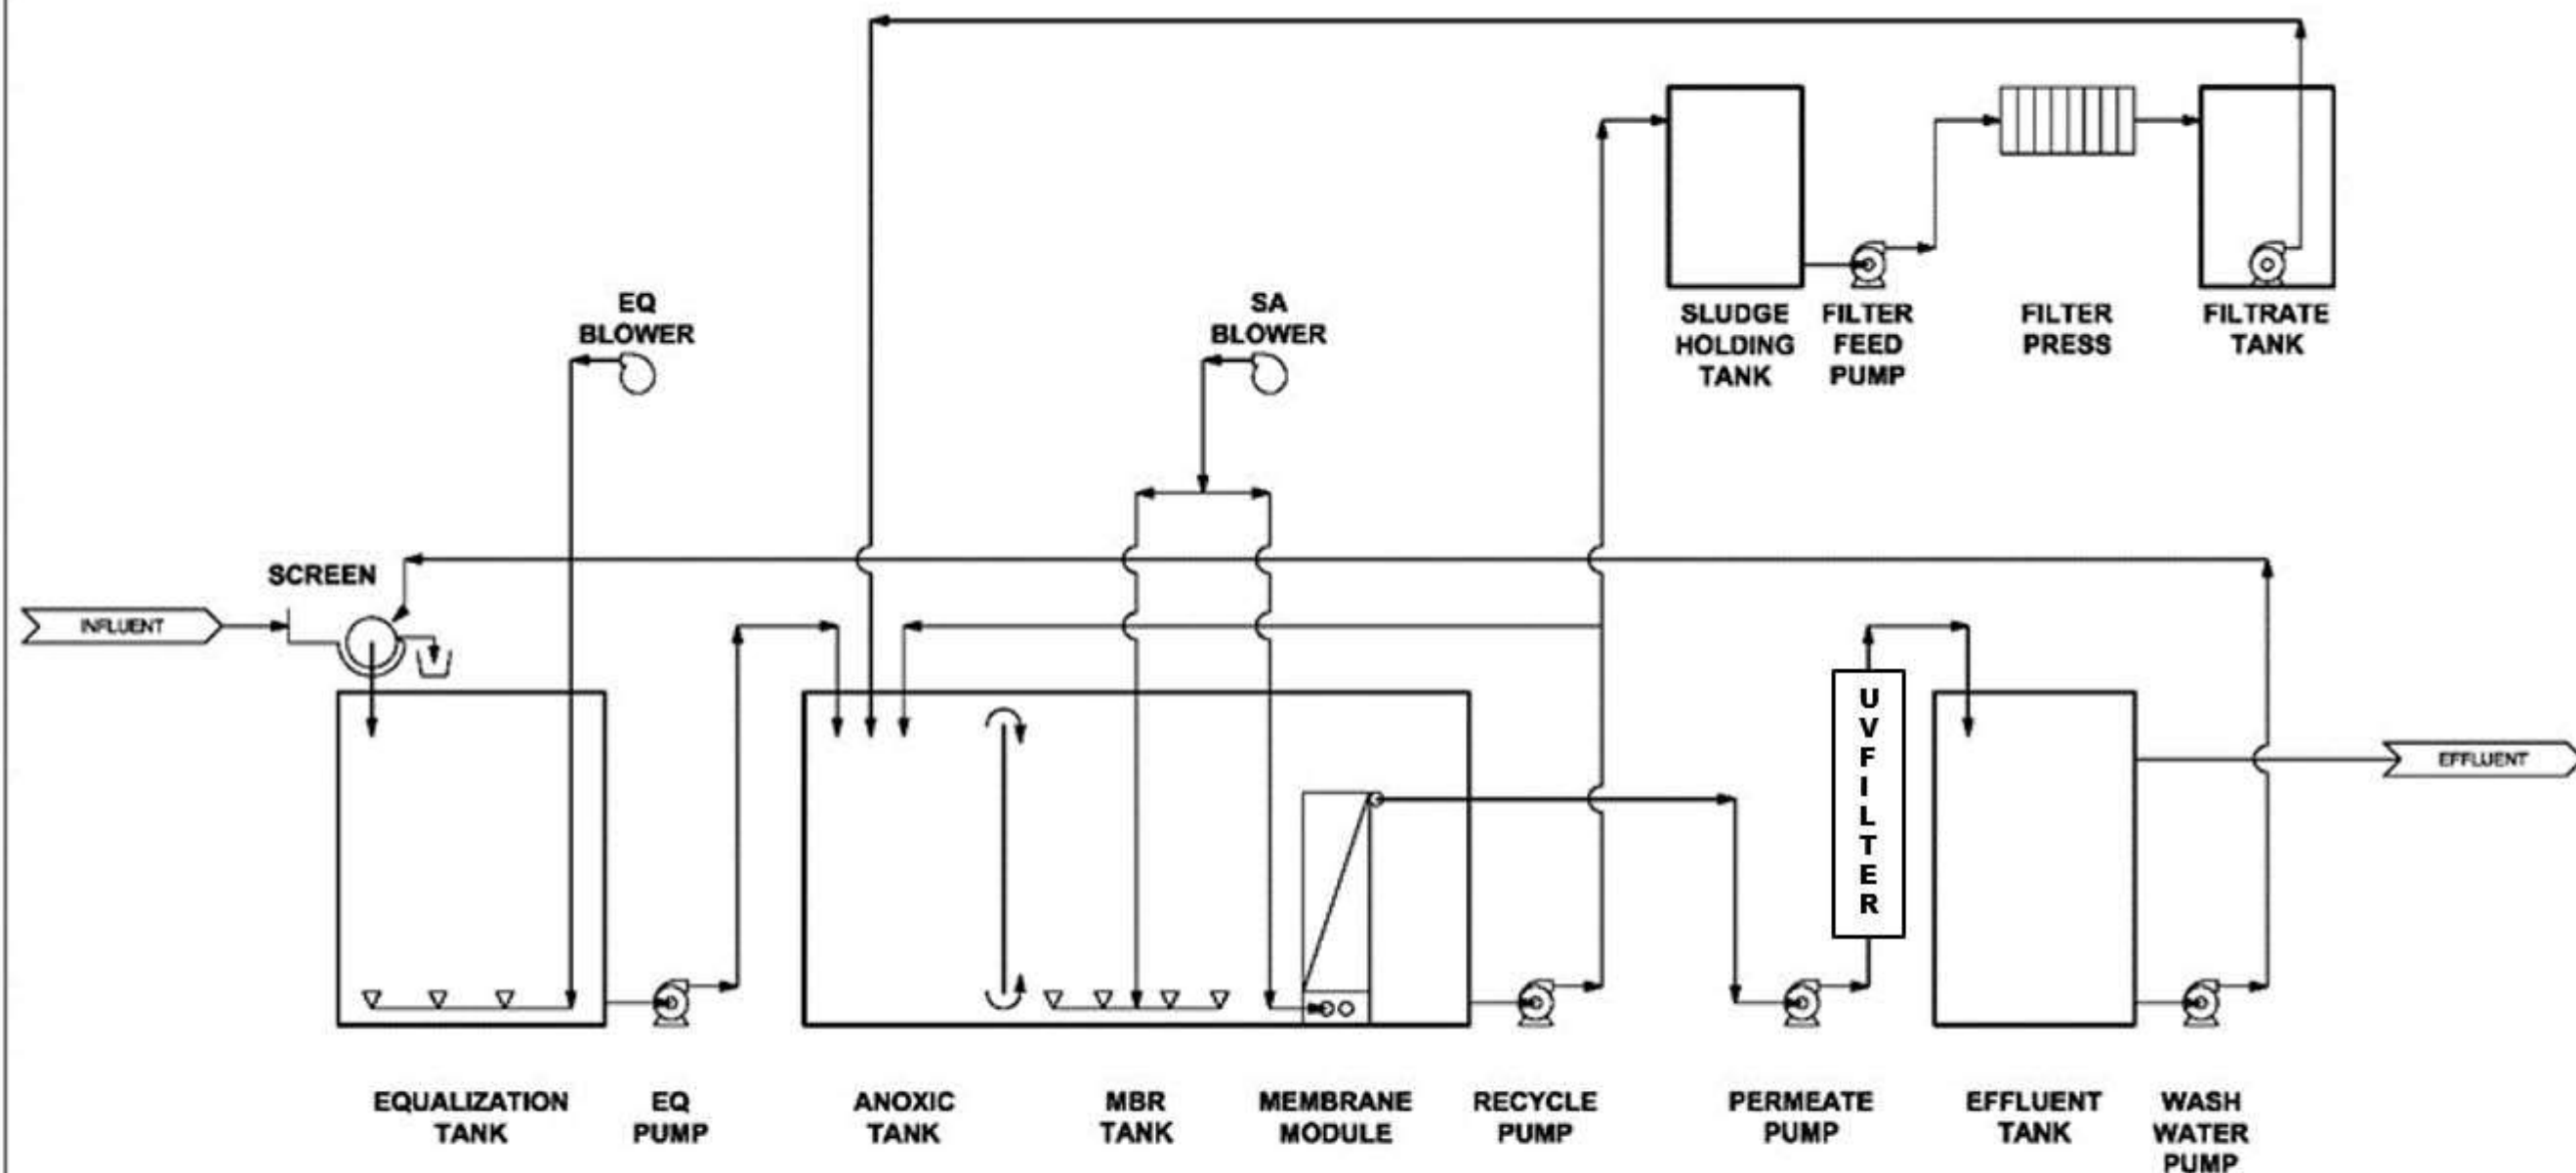 EQ
BLOWER
SA
BLOWER
SLUDGE
HOLDING
TANK
FILTER
FEED
PUMP
FILTER
PRESS
FILTRATE
TANK
SCREEN
INFLUENT
UVFILTER
EFFLUENT
EQUALIZATION
TANK
EQ
PUMP
ANOXIC
TANK
MBR
TANK
MEMBRANE
MODULE
RECYCLE
PUMP
PERMEATE
PUMP
EFFLUENT
TANK
WASH
WATER
PUMP